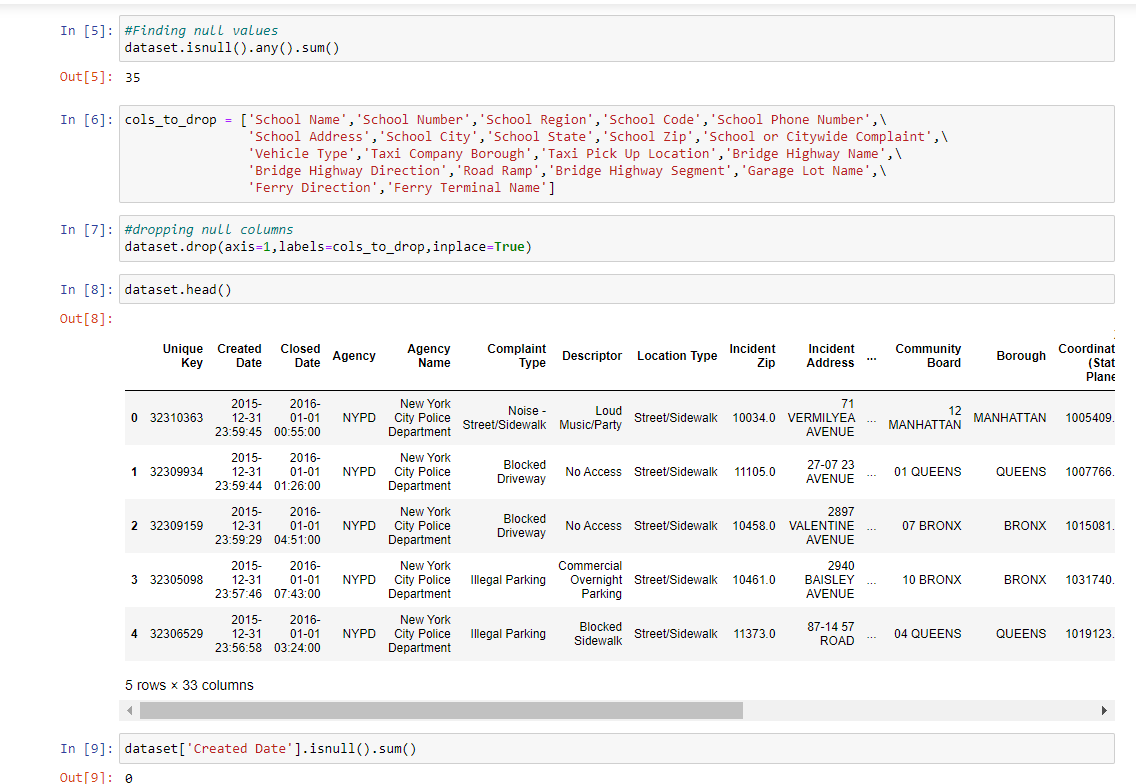 In [5]: #Finding null values
dataset.isnull().any().sum()
Out[5]: 35
In [6]: cols_to_drop = ['School Name','School Number','School Region','School Code','School Phone Number',\
'School Address','School City','School State','School Zip','School or Citywide Complaint',\
'Vehicle Type','Taxi Company Borough','Taxi Pick Up Location','Bridge Highway Name',\
'Bridge Highway Direction','Road Ramp','Bridge Highway Segment','Garage Lot Name',\
'Ferry Direction','Ferry Terminal Name']
In [7]: #dropping null columns
dataset.drop(axis=1,labels=cols_to_drop,inplace=True)
In [8]: dataset.head()
Out[8]:
Unique Created Closed Agency Complaint Incident Incident Community Coordinat
Agency Descriptor Location Type ... Borough (Stat
Key Date Date Name Type Zip Address Board Plane
2015- 2016- New York 71
0 32310363 12-31 01-01 NYPD City Police Noise - Loud Street/Sidewalk 10034.0 VERMILYEA ... 12 MANHATTAN 1005409.
23:59:45 00:55:00 Department Street/Sidewalk Music/Party AVENUE MANHATTAN
2015- 2016- New York
1 32309934 12-31 01-01 NYPD City Police Blocked No Access Street/Sidewalk 11105.0 27-07 23 ... 01 QUEENS QUEENS 1007766.
23:59:44 01:26:00 Department Driveway AVENUE
2015- 2016- New York 2897
2 32309159 12-31 01-01 NYPD City Police Blocked No Access Street/Sidewalk 10458.0 VALENTINE ... 07 BRONX BRONX 1015081.
23:59:29 04:51:00 Department Driveway AVENUE
2015- 2016- New York Commercial 2940
3 32305098 12-31 01-01 NYPD City Police Illegal Parking Overnight Street/Sidewalk 10461.0 BAISLEY ... 10 BRONX BRONX 1031740.
23:57:46 07:43:00 Department Parking AVENUE
2015- 2016- New York
4 32306529 12-31 01-01 NYPD City Police Illegal Parking Blocked Street/Sidewalk 11373.0 87-14 57 ... 04 QUEENS QUEENS 1019123.
23:56:58 03:24:00 Department Sidewalk ROAD
5 rows × 33 columns
In [9]: dataset['Created Date'].isnull().sum()
Out[9]: 0